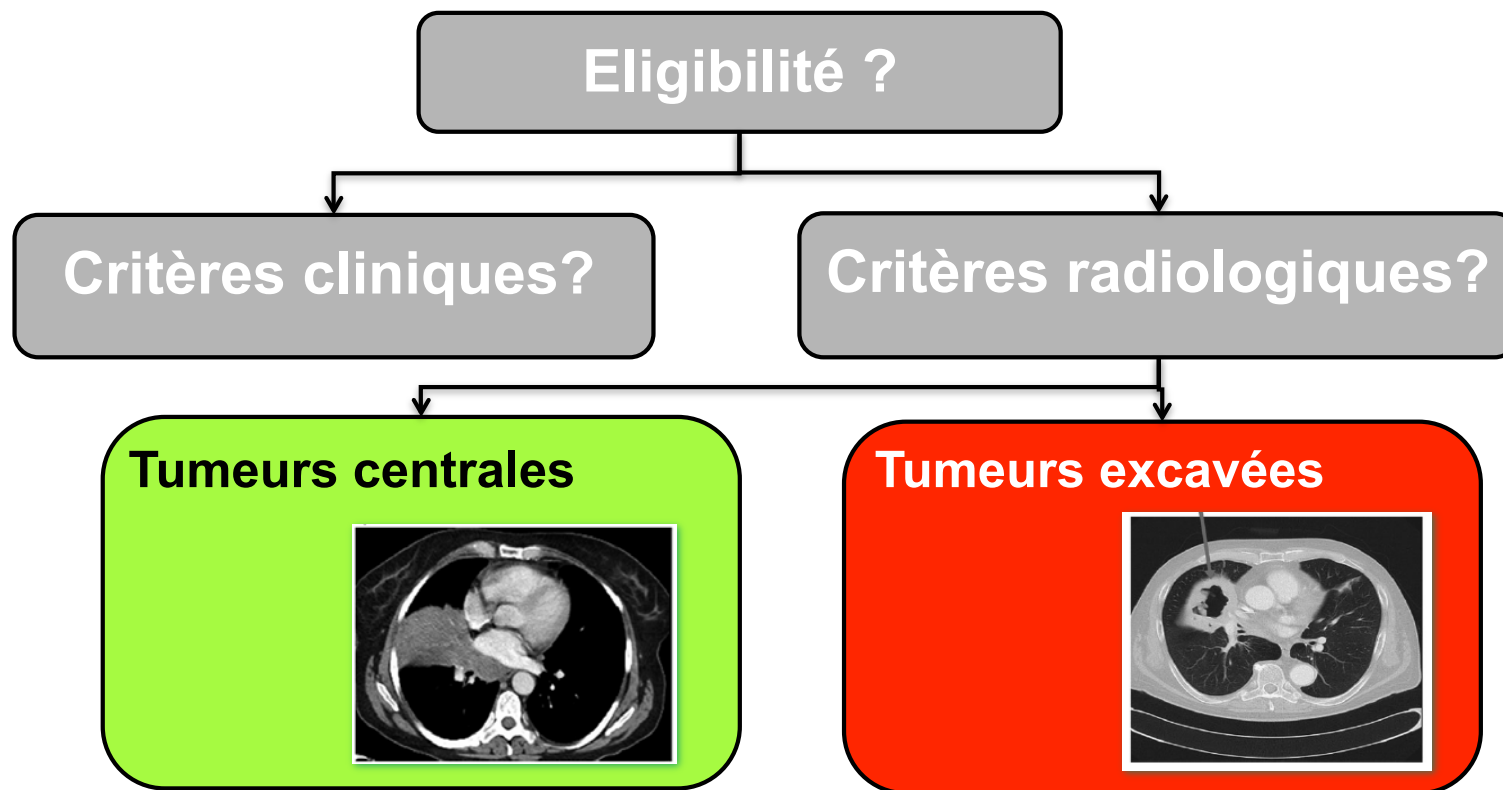 Eligibilité ?
Critères cliniques?
Critères radiologiques?
Tumeurs centrales
Tumeurs excavées